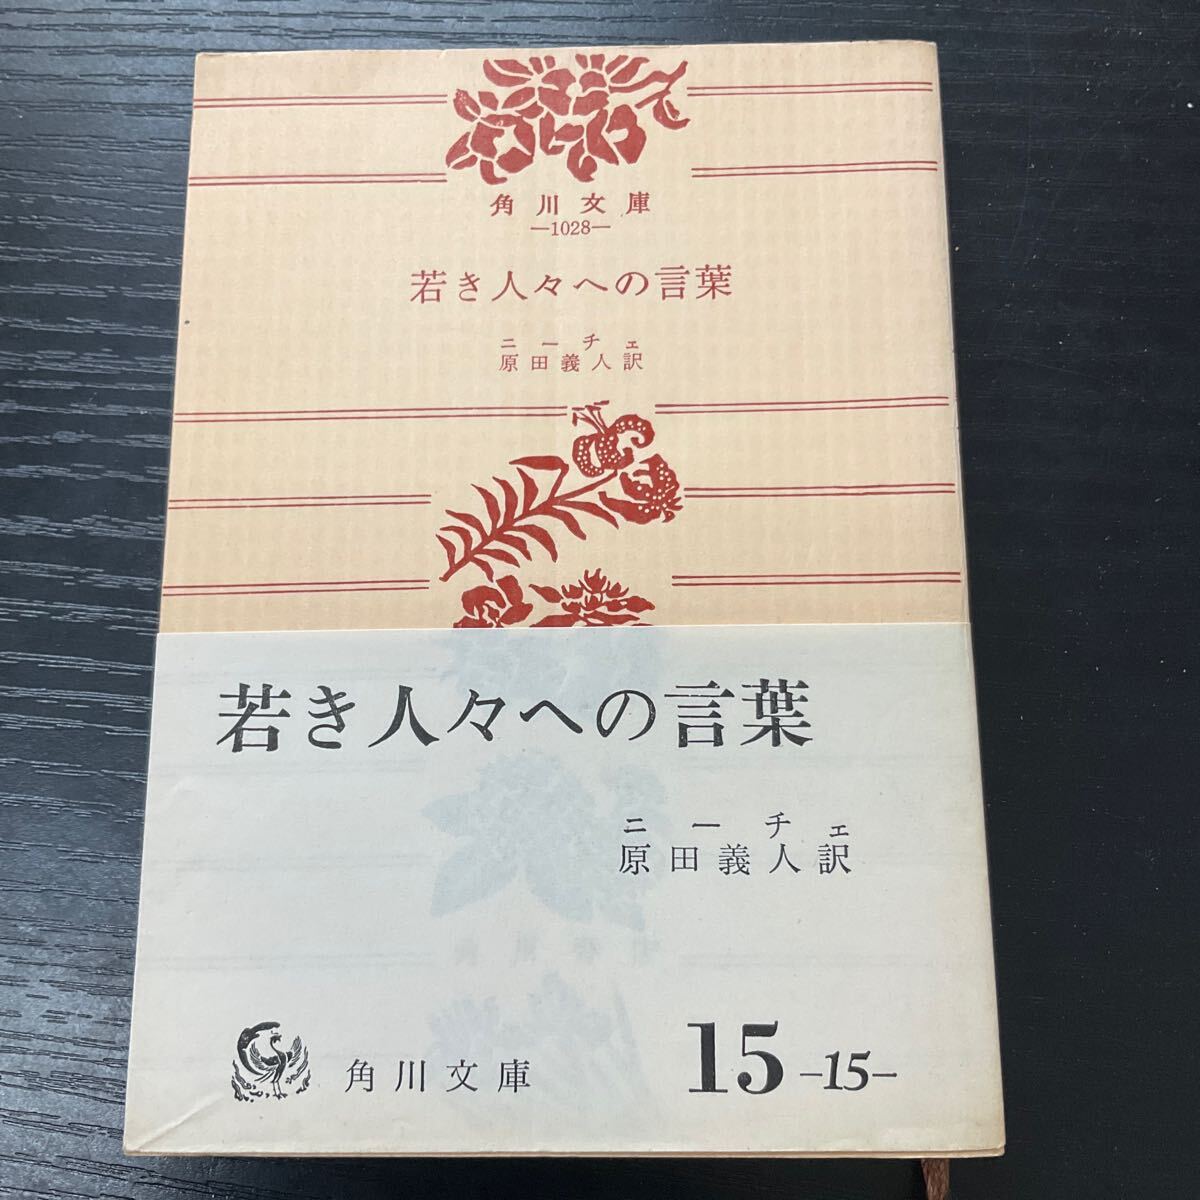 角川文庫
—1028—
若き人々への言葉
ニーチェ
原田義人訳
若き人々への言葉
ニーチェ
原田義人訳
角川文庫
15 –15–